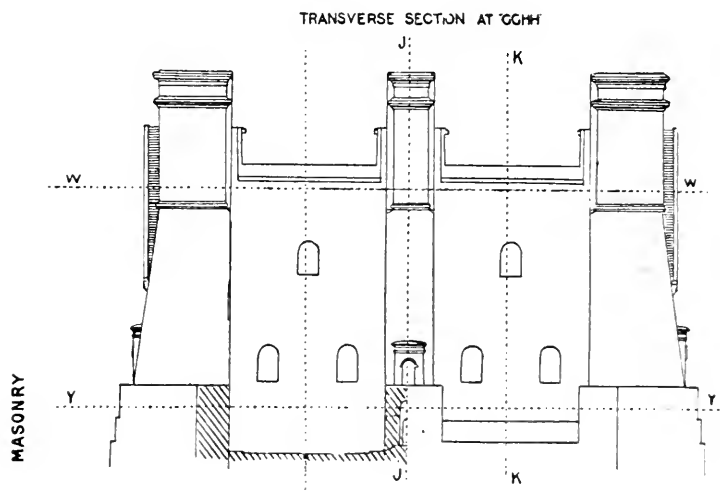 TRANSVERSE SECTION AT "GGHH"
J
K
W W
Y Y
MASONRY
J K